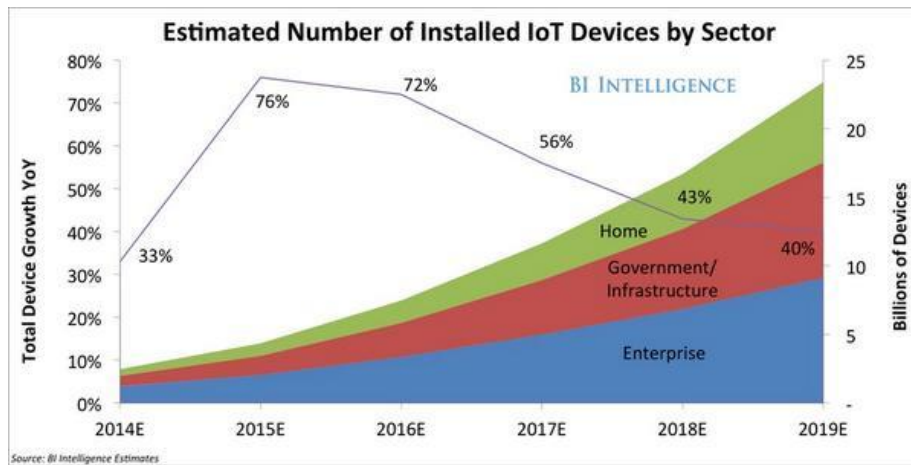 Estimated Number of Installed IoT Devices by Sector
BI INTELLIGENCE
Total Device Growth YoY
80%
70%
60%
50%
40%
30%
20%
10%
0%
33%
76%
72%
56%
43%
40%
Home
Government/
Infrastructure
Enterprise
25
20
15
10
5
-
Billions of Devices
2014E
2015E
2016E
2017E
2018E
2019E
Source: BI Intelligence Estimates